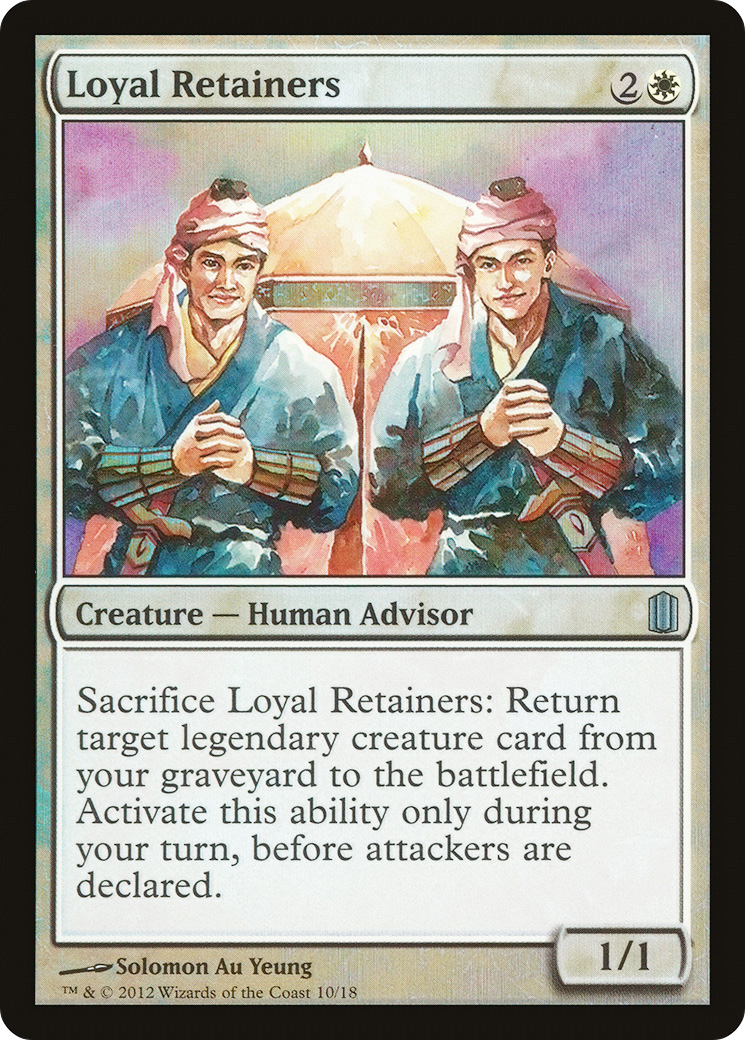 Loyal Retainers 2
Creature — Human Advisor
Sacrifice Loyal Retainers: Return
target legendary creature card from
your graveyard to the battlefield.
Activate this ability only during
your turn, before attackers are
declared.
1/1
Solomon Au Yeung
™ & © 2012 Wizards of the Coast 10/18